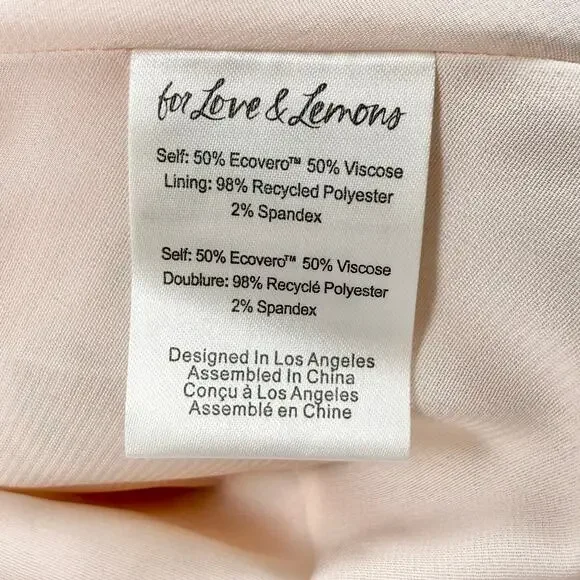 for Love & Lemons
Self: 50% Ecovero™ 50% Viscose
Lining: 98% Recycled Polyester
2% Spandex
Self: 50% Ecovero™ 50% Viscose
Doublure: 98% Recyclé Polyester
2% Spandex
Designed In Los Angeles
Assembled In China
Conçu à Los Angeles
Assemblé en Chine